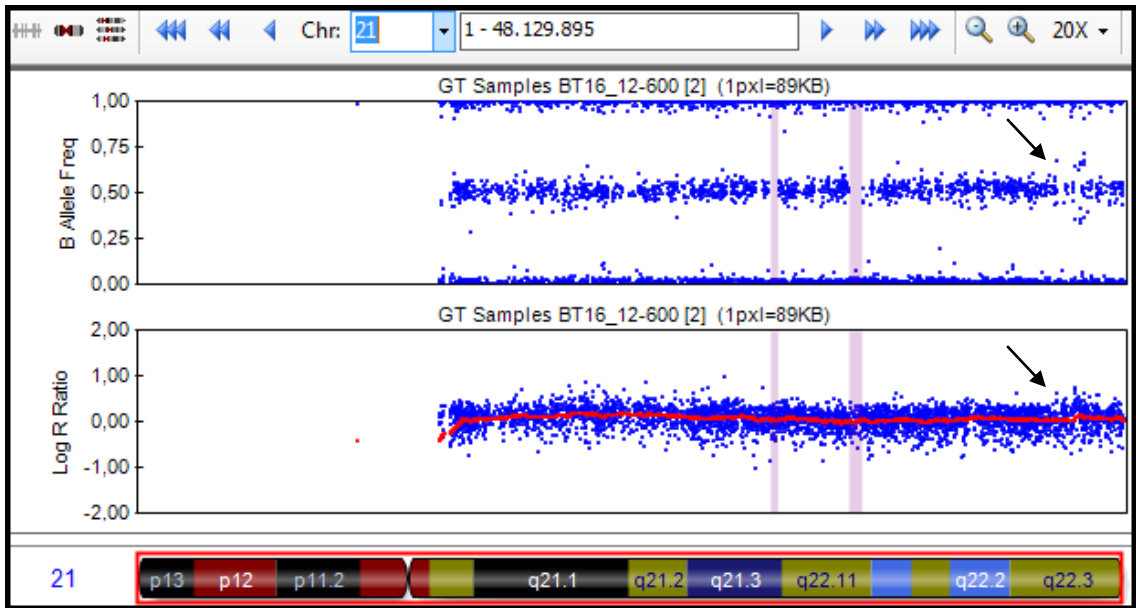 Chr: 21 1 - 48.129.895 20X
GT Samples BT16_12-600 [2] (1pxl=89KB)
1,00
0,75
0,50
0,25
0,00
B Allele Freq
GT Samples BT16_12-600 [2] (1pxl=89KB)
2,00
1,00
0,00
-1,00
-2,00
Log R Ratio
21 p13 p12 p11.2 q21.1 q21.2 q21.3 q22.11 q22.2 q22.3